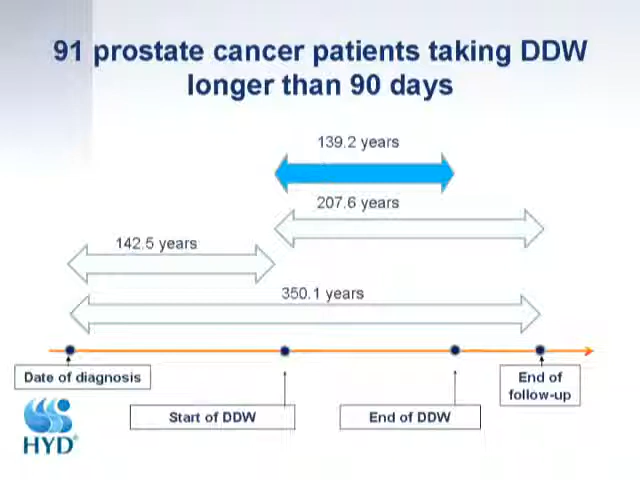 91 prostate cancer patients taking DDW
longer than 90 days
139.2 years
207.6 years
142.5 years
350.1 years
Date of diagnosis
End of
follow-up
Start of DDW
End of DDW
HYD®